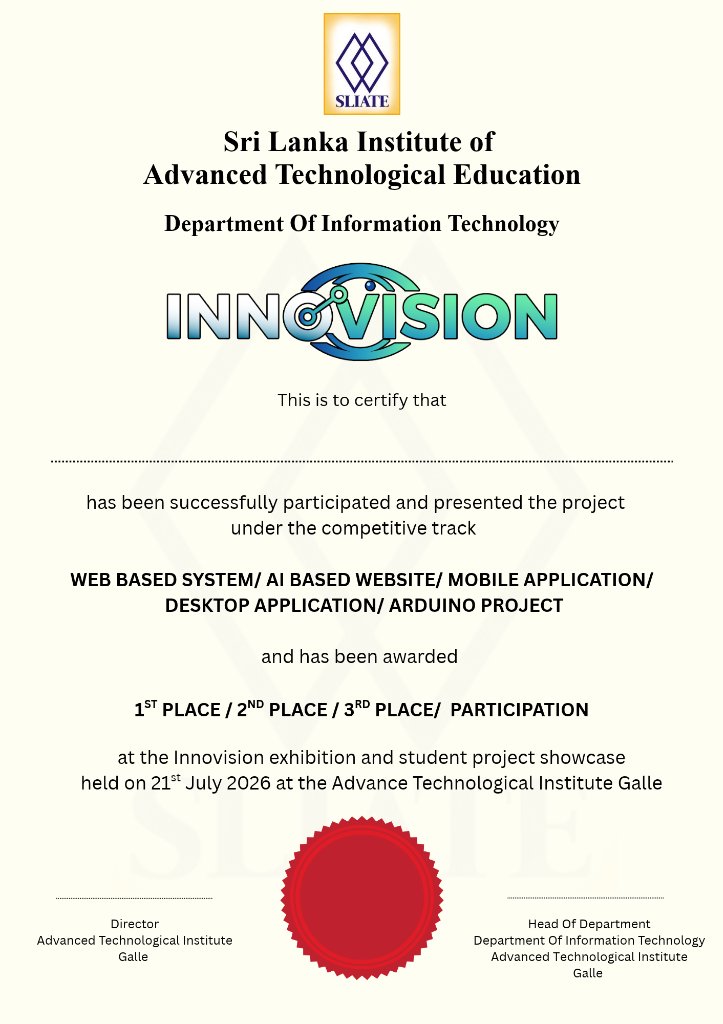 SLIATE
Sri Lanka Institute of
Advanced Technological Education
Department Of Information Technology
INNOVISION
This is to certify that
has been successfully participated and presented the project
under the competitive track
WEB BASED SYSTEM/ AI BASED WEBSITE/ MOBILE APPLICATION/
DESKTOP APPLICATION/ ARDUINO PROJECT
and has been awarded
1ST PLACE / 2ND PLACE / 3RD PLACE/ PARTICIPATION
at the Innovision exhibition and student project showcase
held on 21st July 2026 at the Advance Technological Institute Galle
SLIATE
Director
Advanced Technological Institute
Galle
Head Of Department
Department Of Information Technology
Advanced Technological Institute
Galle